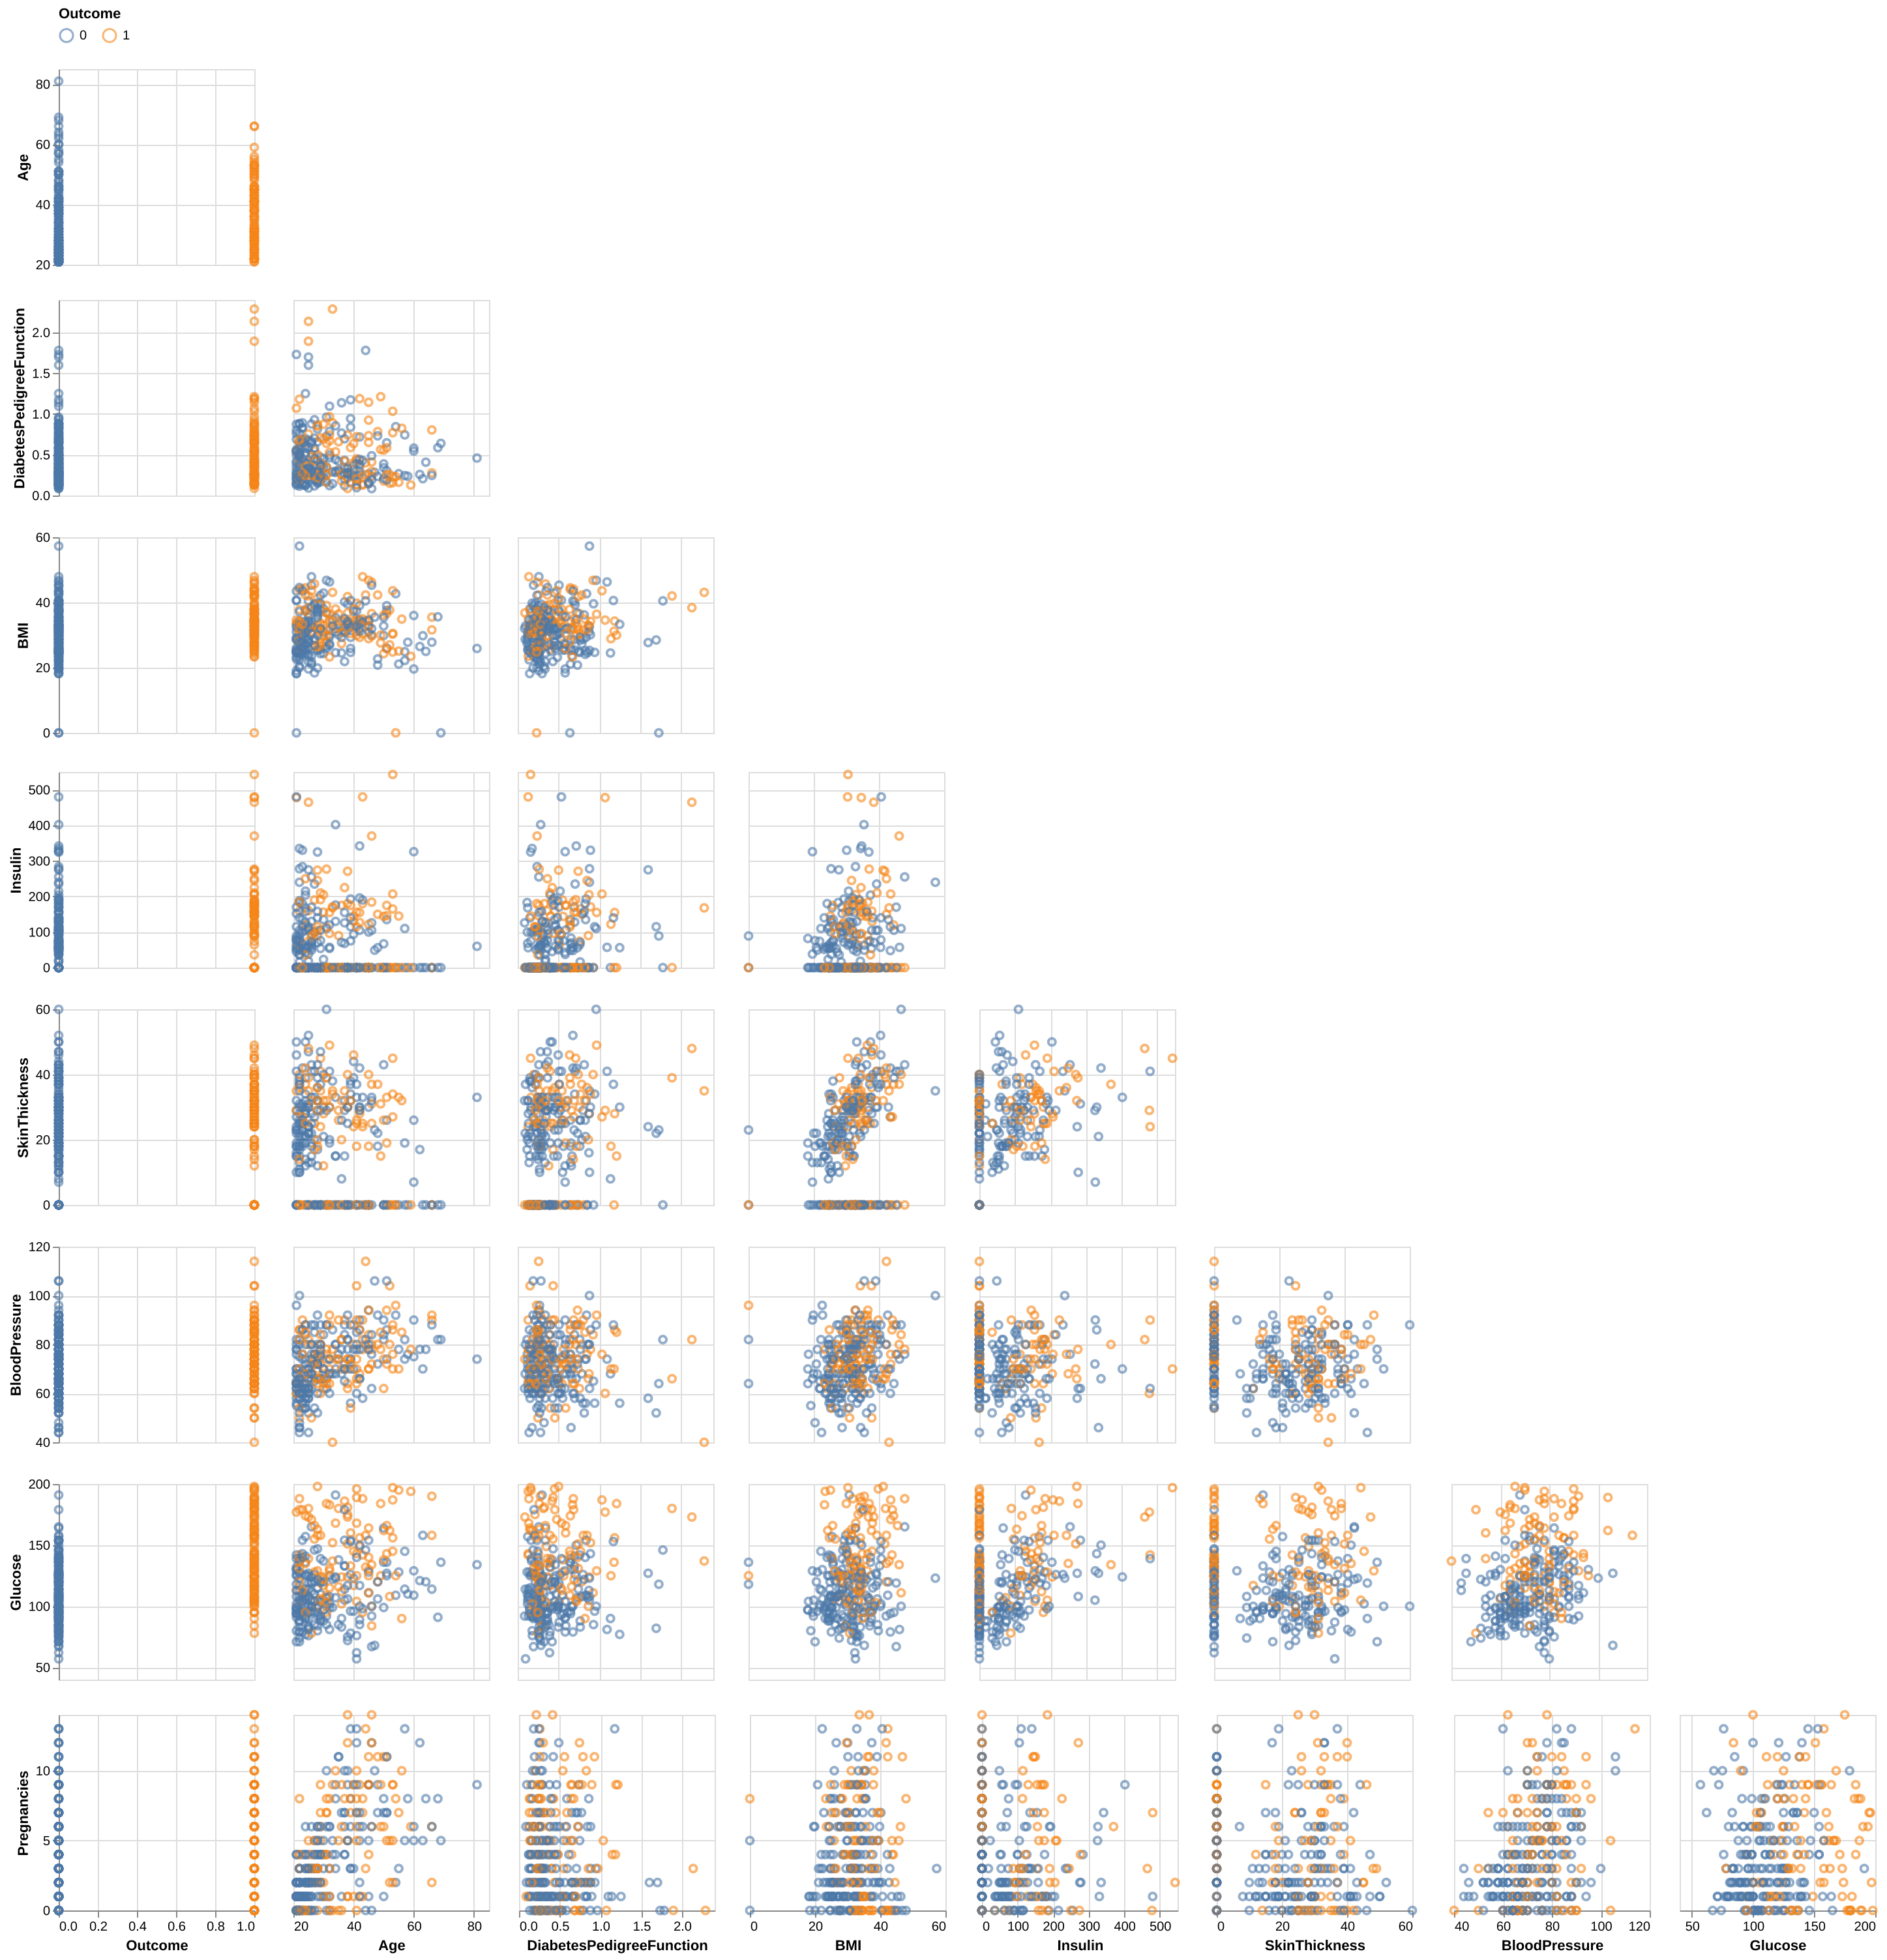 Outcome
0 1
80
60
40
20
Age
2.0
1.5
1.0
0.5
0.0
DiabetesPedigreeFunction
60
40
20
0
BMI
500
400
300
200
100
0
Insulin
60
40
20
0
SkinThickness
120
100
80
60
40
BloodPressure
200
150
100
50
Glucose
10
5
0
Pregnancies
0.0 0.2 0.4 0.6 0.8 1.0
Outcome
20 40 60 80
Age
0.0 0.5 1.0 1.5 2.0
DiabetesPedigreeFunction
0 20 40 60
BMI
0 100 200 300 400 500
Insulin
0 20 40 60
SkinThickness
40 60 80 100 120
BloodPressure
50 100 150 200
Glucose